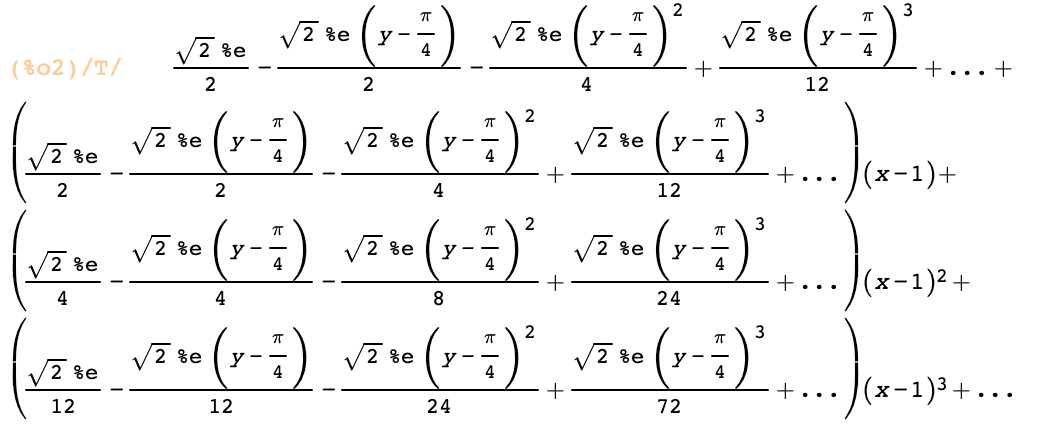 (%o2)/T/ √2 %e/2 − √2 %e (y−π/4)/2 − √2 %e (y−π/4)^2/4 + √2 %e (y−π/4)^3/12 + ... +
(√2 %e/2 − √2 %e (y−π/4)/2 − √2 %e (y−π/4)^2/4 + √2 %e (y−π/4)^3/12 + ...)(x−1)+
(√2 %e/4 − √2 %e (y−π/4)/4 − √2 %e (y−π/4)^2/8 + √2 %e (y−π/4)^3/24 + ...)(x−1)^2 +
(√2 %e/12 − √2 %e (y−π/4)/12 − √2 %e (y−π/4)^2/24 + √2 %e (y−π/4)^3/72 + ...)(x−1)^3 + ...